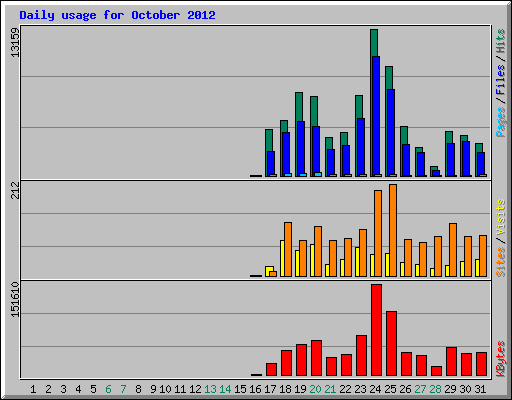 Daily usage for October 2012
13159
Pages / Files / Hits
212
Sites / Visits
151610
KBytes
1 2 3 4 5 6 7 8 9 10 11 12 13 14 15 16 17 18 19 20 21 22 23 24 25 26 27 28 29 30 31